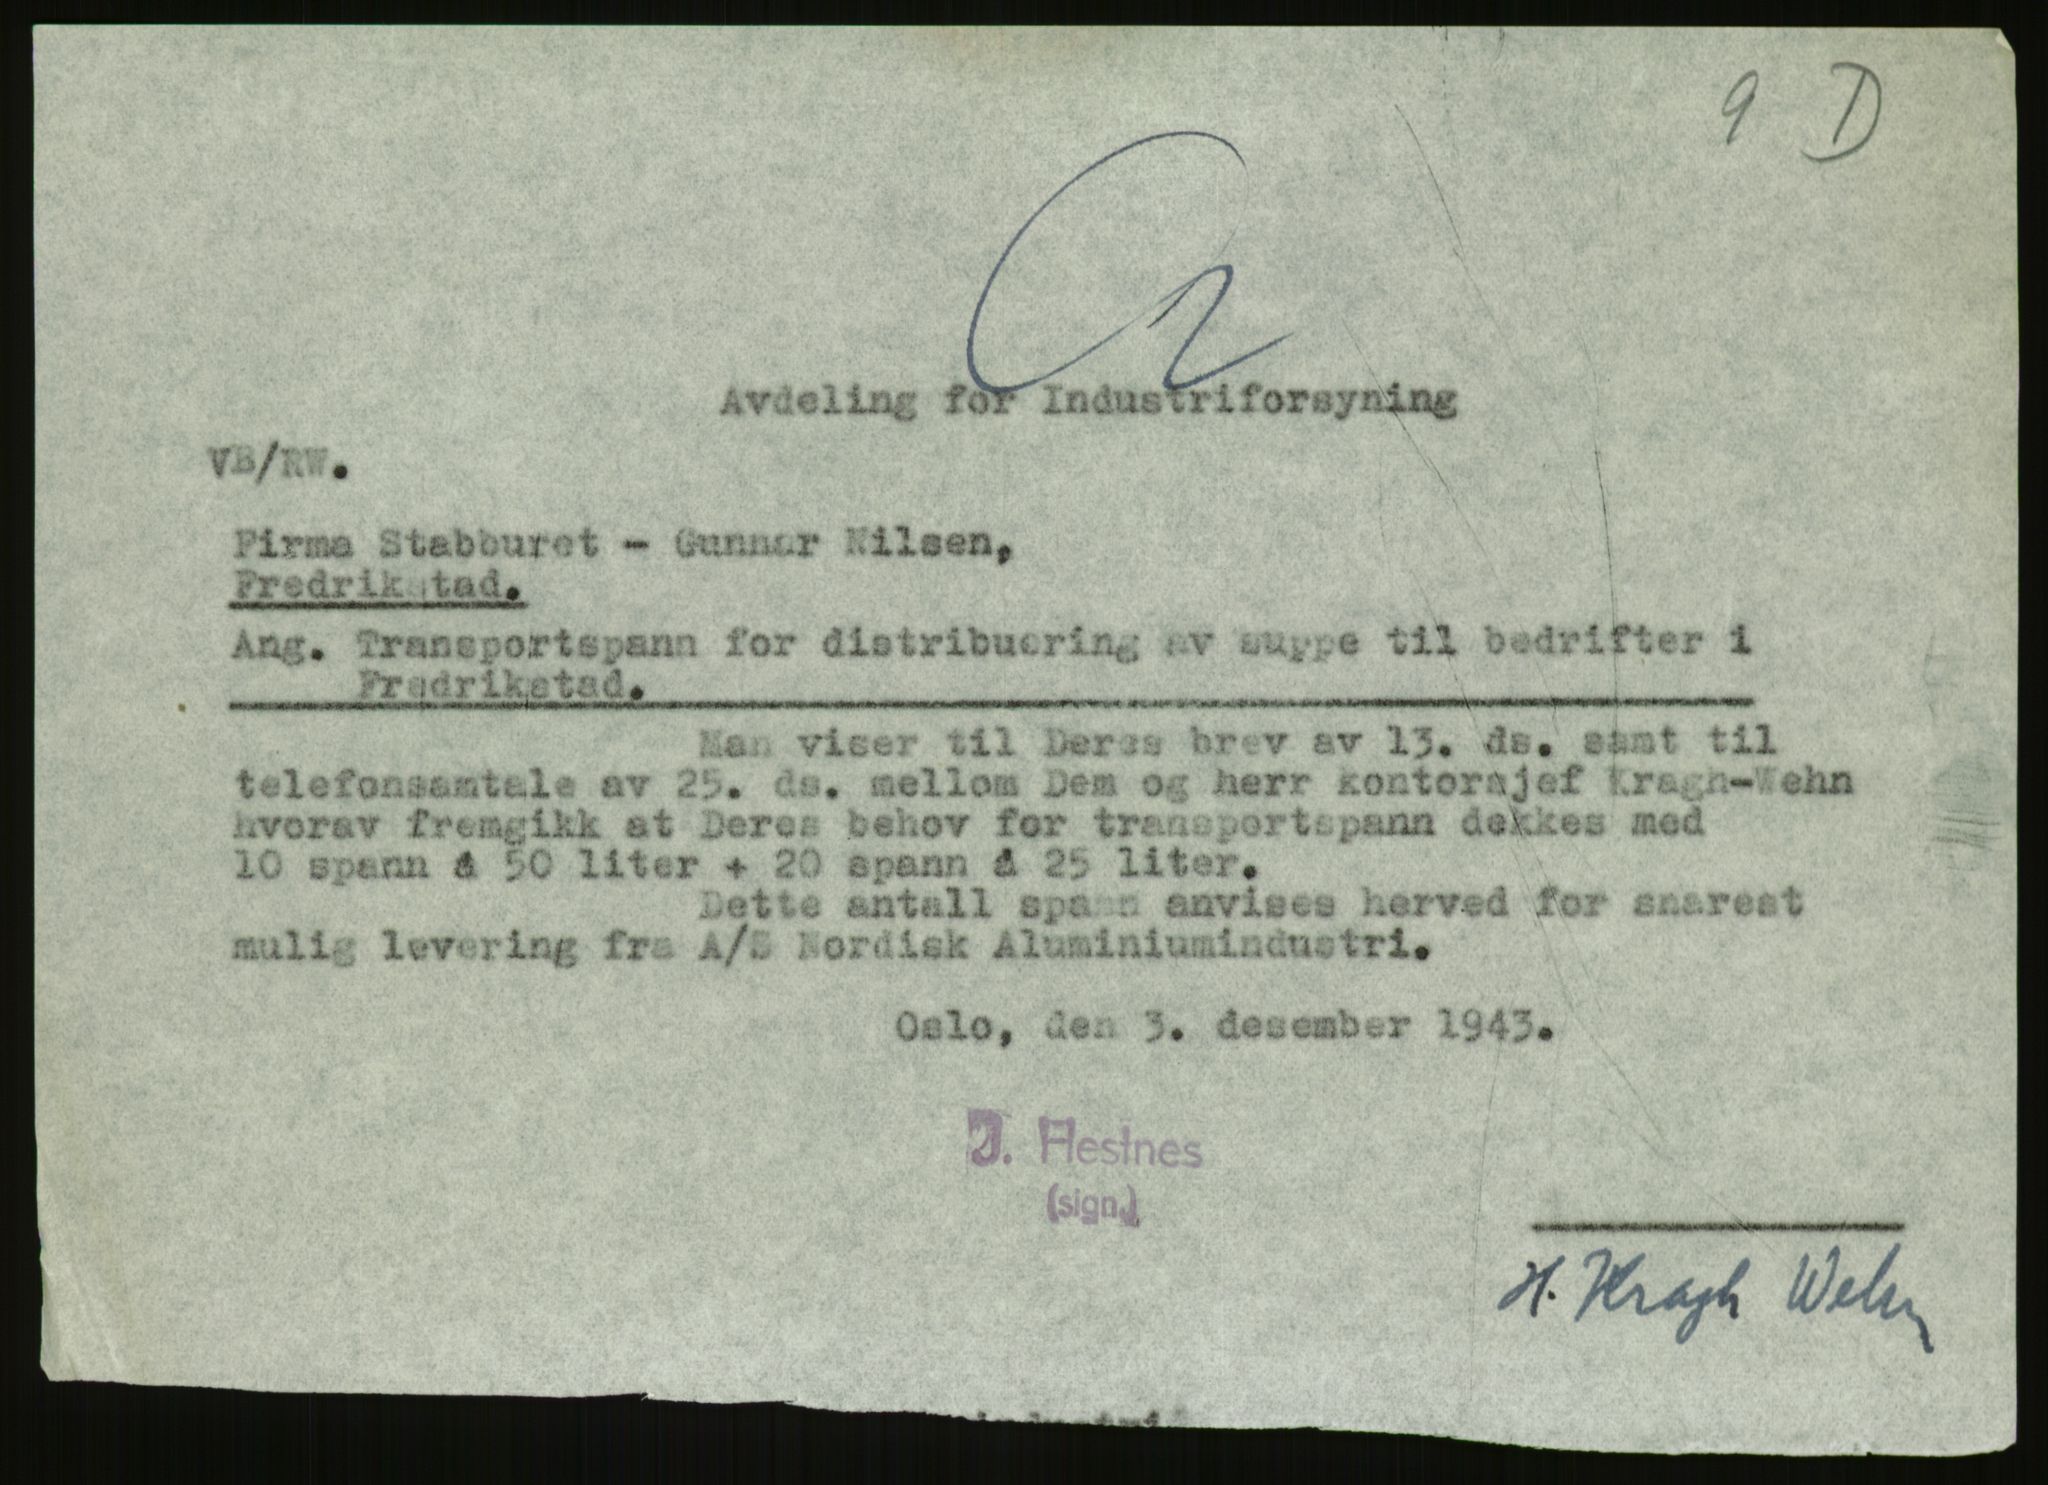 9 D
Avdeling for Industriforsyning
VB/RW.
Firma Stabburet - Gunnar Nilsen,
Fredrikstad.
Ang. Transportspann for distribuering av suppe til bedrifter i
Fredrikstad.
Man viser til Deres brev av 13. ds. samt til
telefonsamtale av 25. ds. mellom Dem og herr kontorsjef Kragh-Wehn
hvorav fremgikk at Deres behov for transportspann dekkes med
10 spann á 50 liter + 20 spann á 25 liter.
Dette antall spann anvises herved for snarest
mulig levering fra A/S Nordisk Aluminiumindustri.
Oslo, den 3. desember 1943.
J. Hestnes
(sign.)
H. Kragh Wehn